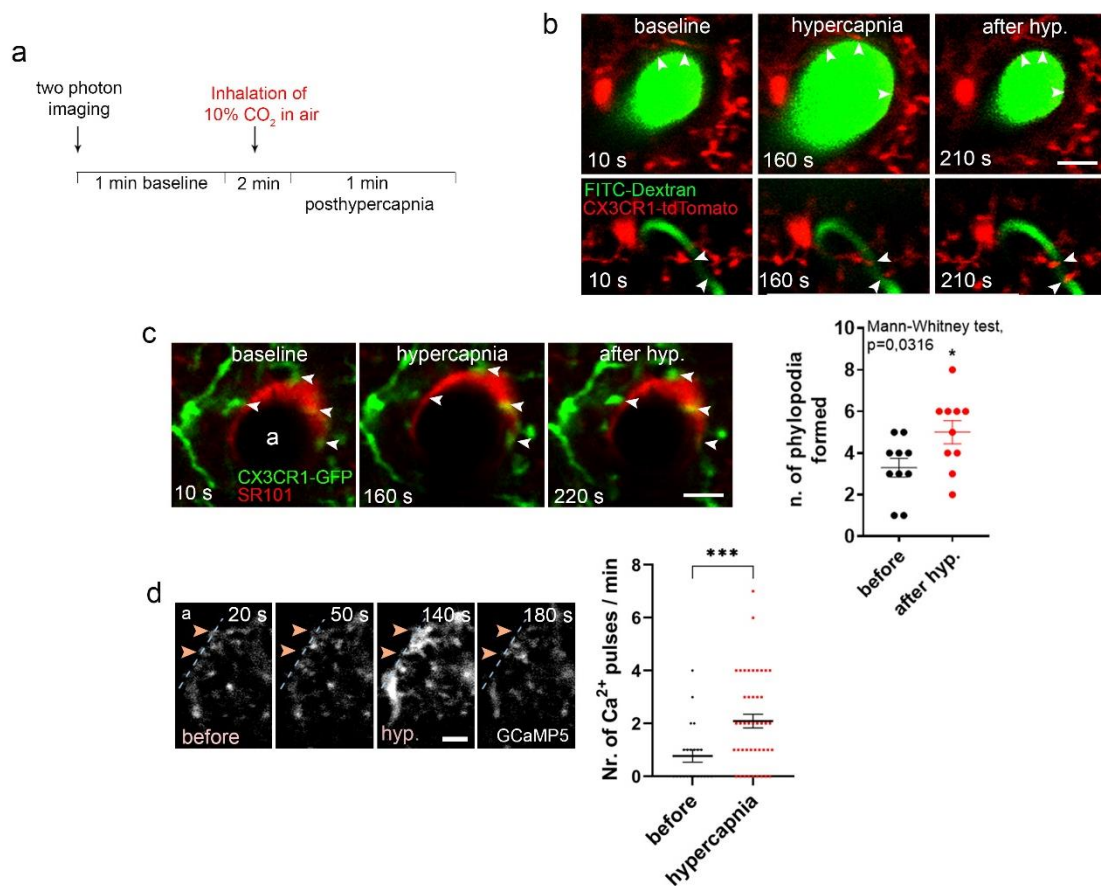 a
two photon
imaging
Inhalation of
10% CO₂ in air
1 min baseline
2 min
1 min
posthypercapnia
b
baseline
hypercapnia
after hyp.
10 s
160 s
210 s
FITC-Dextran
CX3CR1-tdTomato
10 s
160 s
210 s
c
baseline
hypercapnia
after hyp.
a
CX3CR1-GFP
SR101
10 s
160 s
220 s
Mann-Whitney test,
p=0,0316
*
n. of phylopodia
formed
10
8
6
4
2
0
before
after hyp.
d
a
20 s
50 s
140 s
180 s
before
hyp.
GCaMP5
***
Nr. of Ca²⁺ pulses / min
8
6
4
2
0
before
hypercapnia